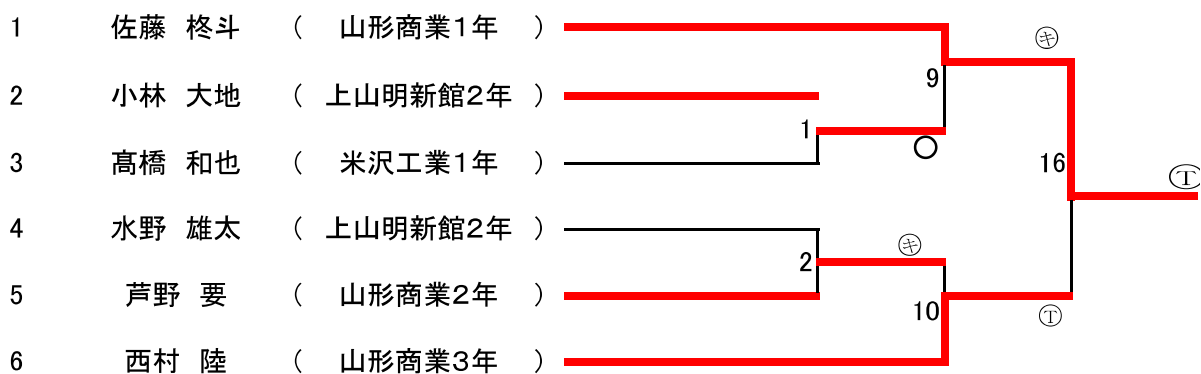 1 佐藤 柊斗 ( 山形商業1年 )
㋖
9
2 小林 大地 ( 上山明新館2年 )
1
○
3 髙橋 和也 ( 米沢工業1年 )
16
Ⓣ
4 水野 雄太 ( 上山明新館2年 )
㋖
2
5 芦野 要 ( 山形商業2年 )
10
Ⓣ
6 西村 陸 ( 山形商業3年 )